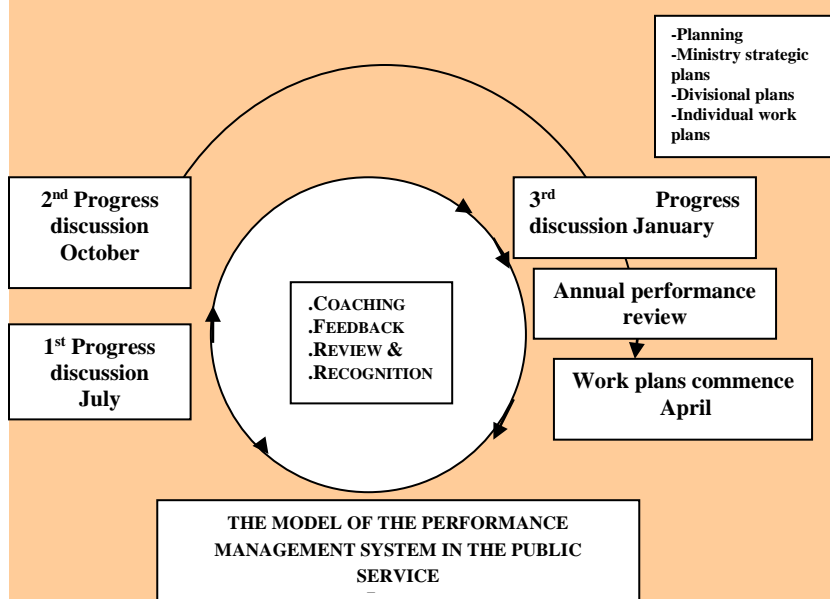 -Planning
-Ministry strategic
plans
-Divisional plans
-Individual work
plans
2nd Progress
discussion
October
3rd Progress
discussion January
.COACHING
.FEEDBACK
.REVIEW &
.RECOGNITION
Annual performance
review
1st Progress
discussion
July
Work plans commence
April
THE MODEL OF THE PERFORMANCE
MANAGEMENT SYSTEM IN THE PUBLIC
SERVICE